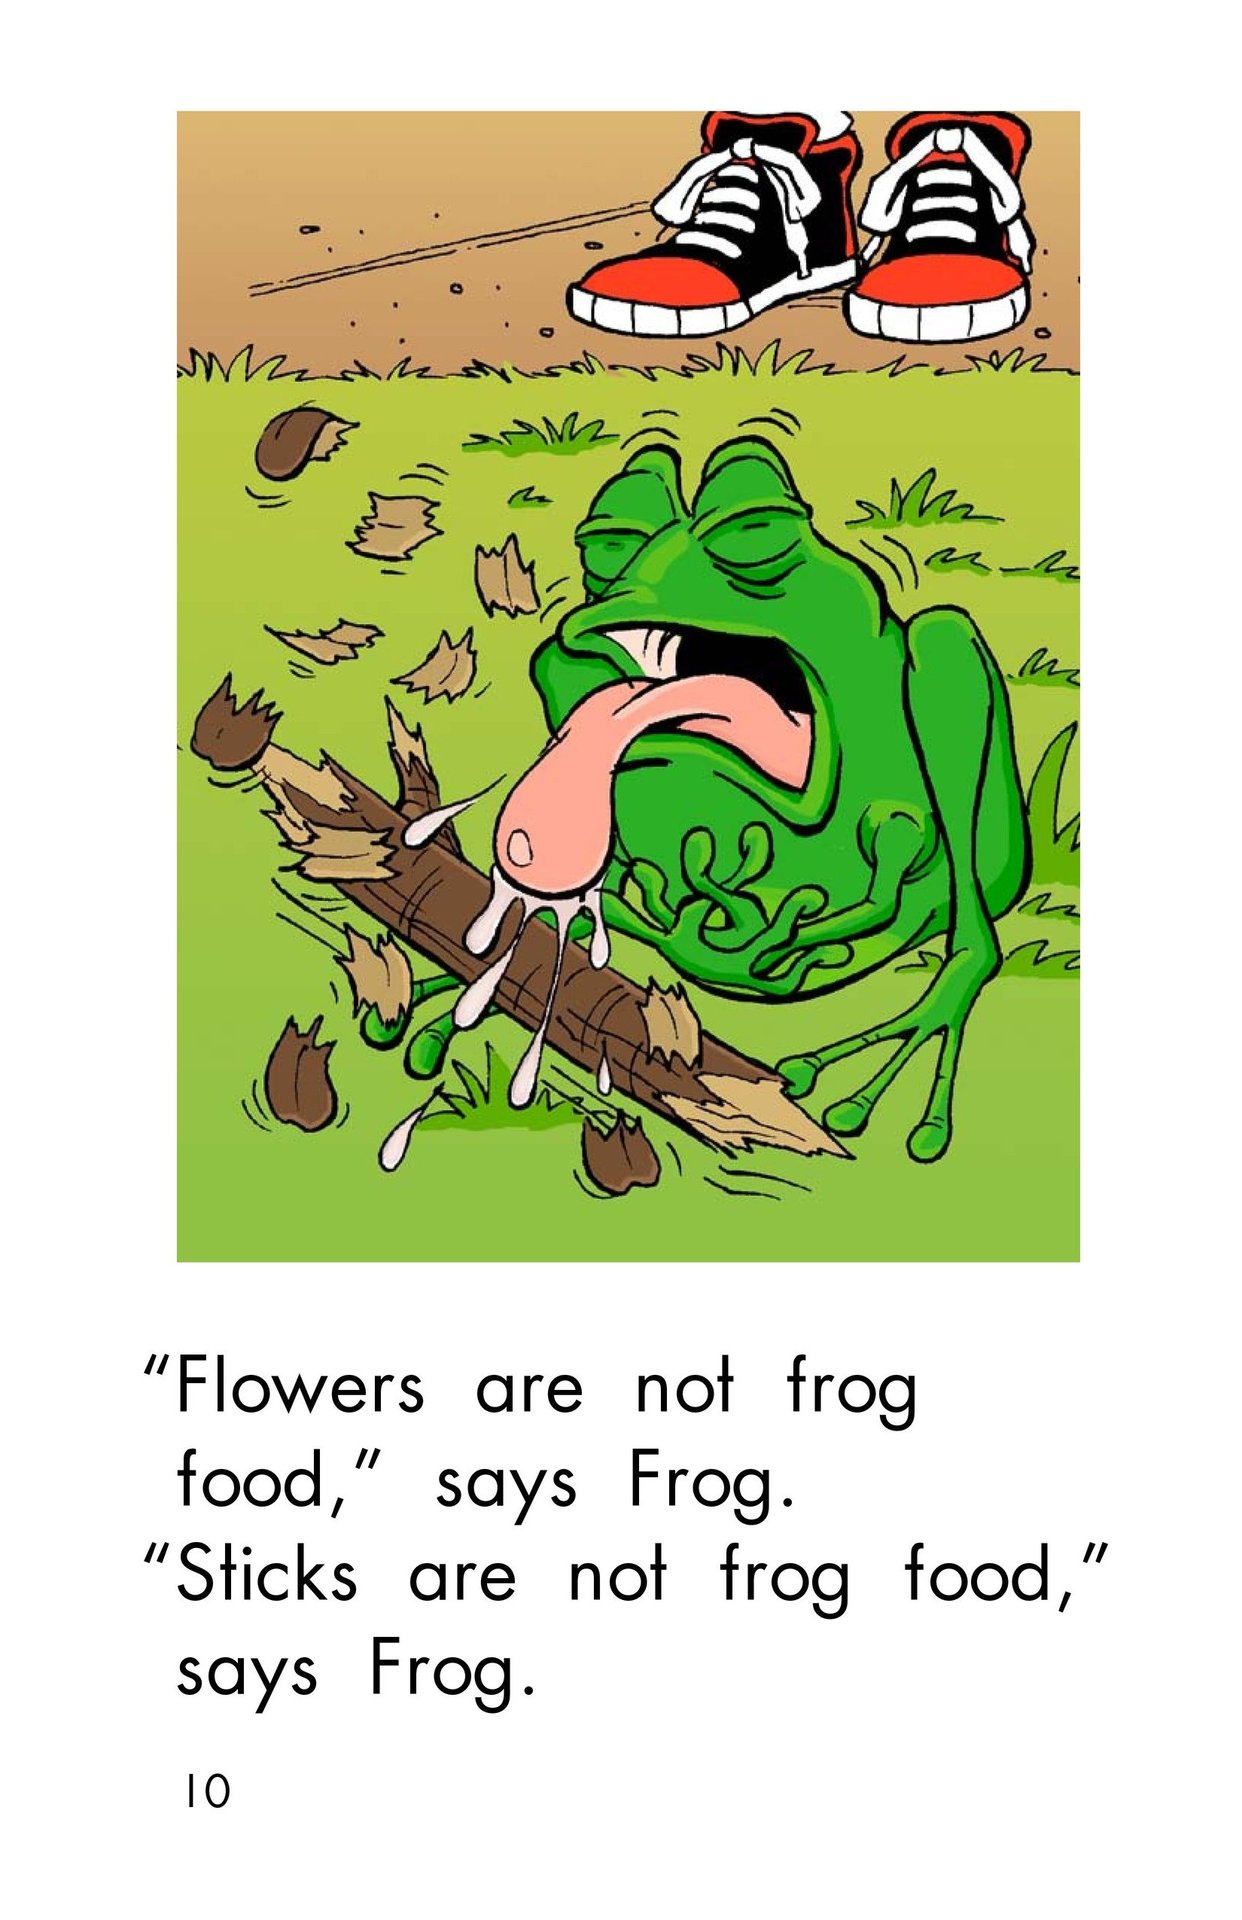 “Flowers are not frog
food,” says Frog.
“Sticks are not frog food,”
says Frog.
10